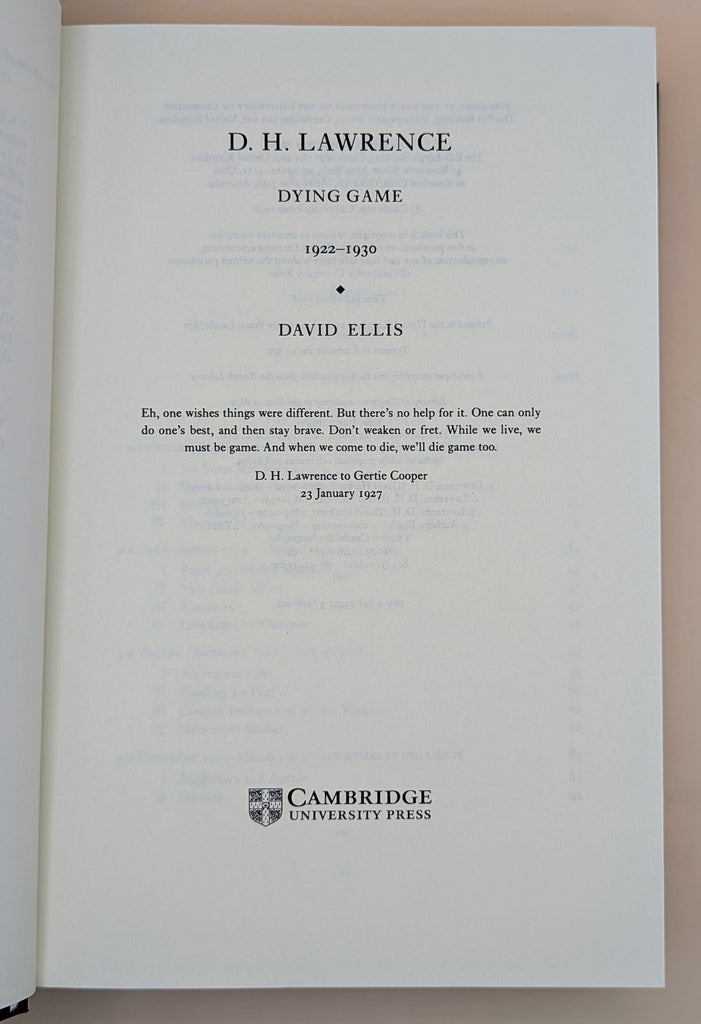 D. H. LAWRENCE
DYING GAME
1922–1930
DAVID ELLIS
Eh, one wishes things were different. But there's no help for it. One can only
do one's best, and then stay brave. Don't weaken or fret. While we live, we
must be game. And when we come to die, we'll die game too.
D. H. Lawrence to Gertie Cooper
23 January 1927
CAMBRIDGE
UNIVERSITY PRESS